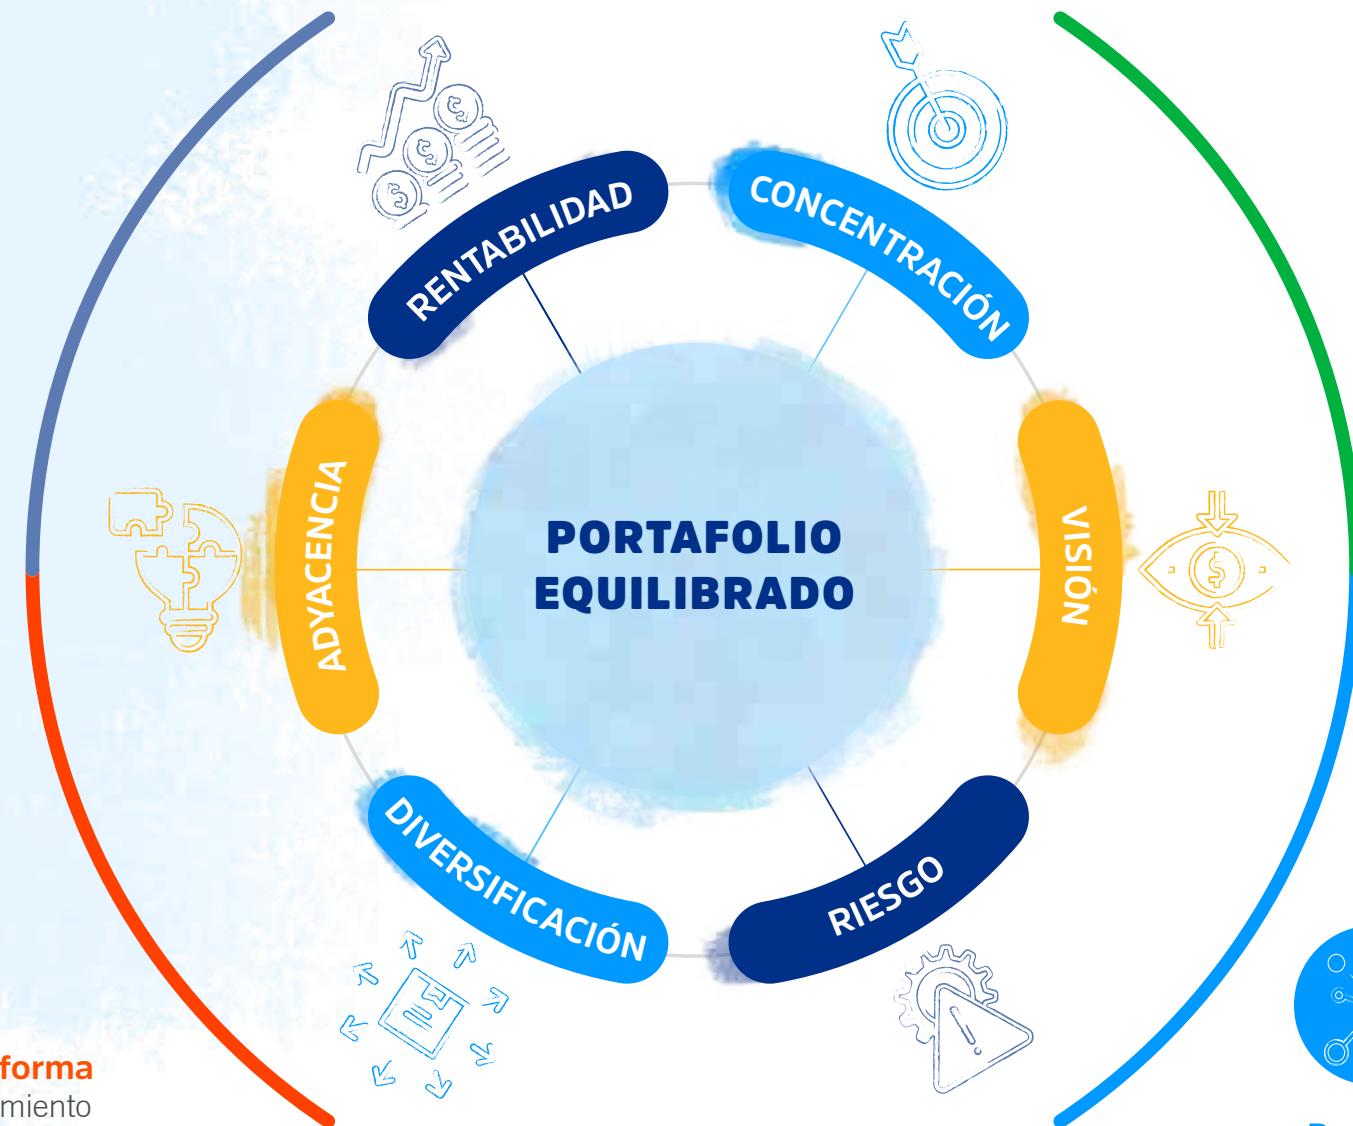 RENTABILIDAD
CONCENTRACIÓN
ADYACENCIA
PORTAFOLIO
EQUILIBRADO
VISIÓN
DIVERSIFICACIÓN
RIESGO
forma
miento